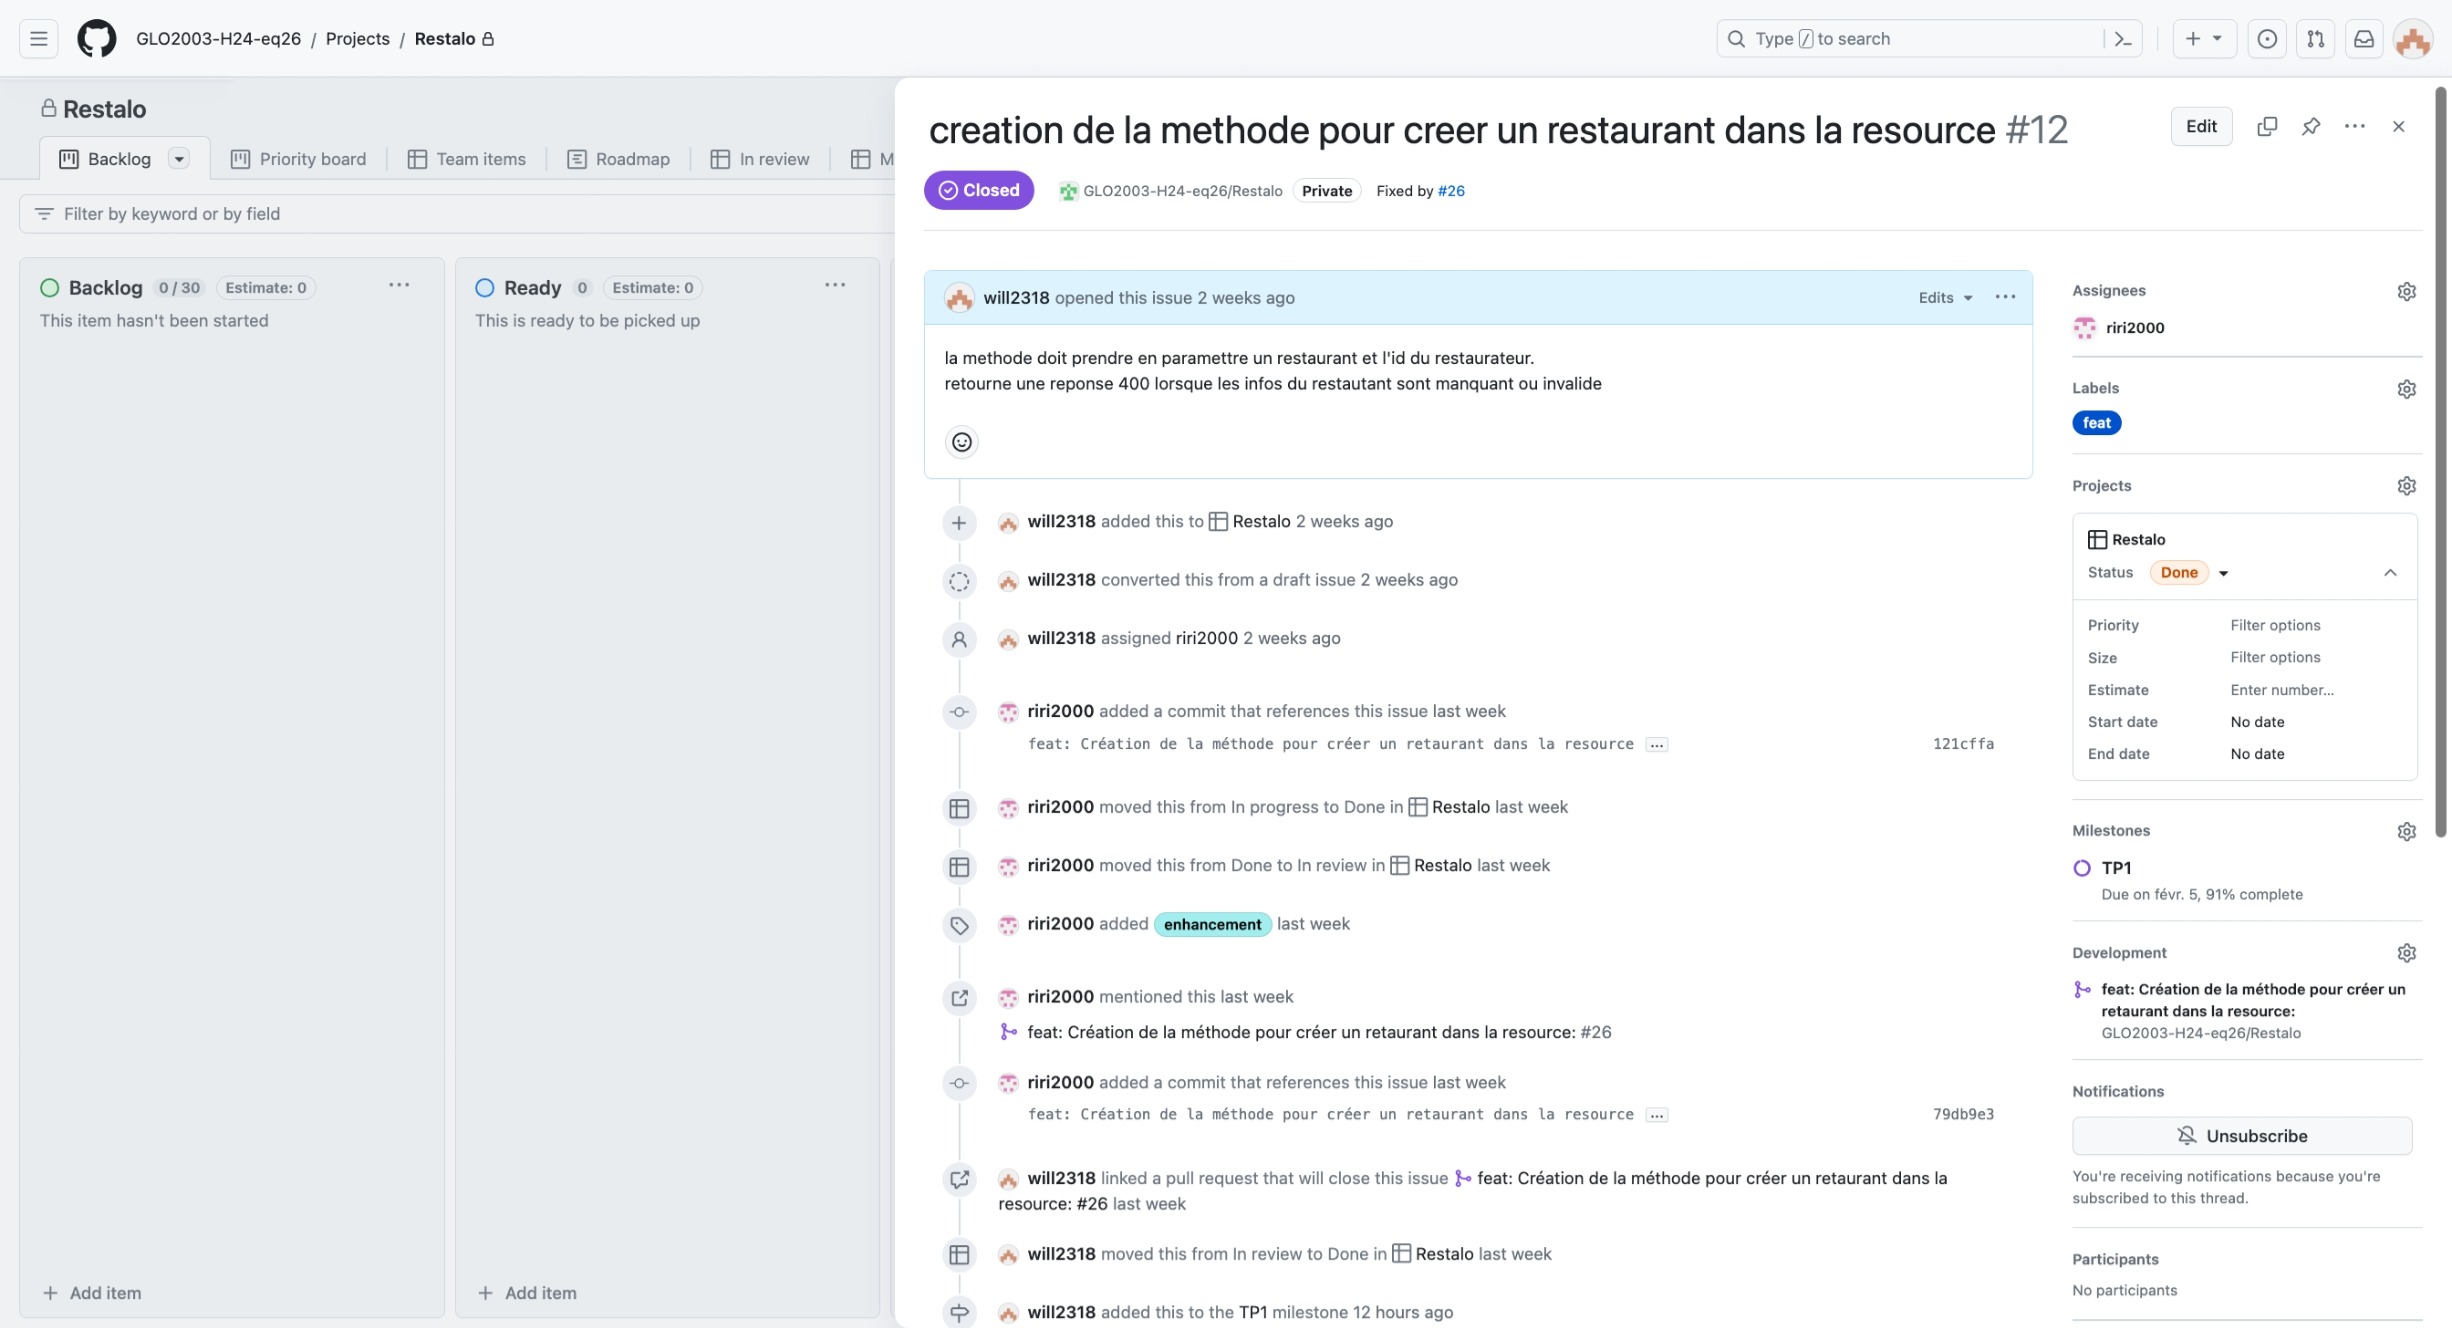 GLO2003-H24-eq26 / Projects / Restalo
Type / to search
Restalo
Backlog
Priority board
Team items
Roadmap
In review
M
Filter by keyword or by field
Backlog 0 / 30 Estimate: 0
This item hasn't been started
Add item
Ready 0 Estimate: 0
This is ready to be picked up
Add item
creation de la methode pour creer un restaurant dans la resource #12
Edit
Closed GLO2003-H24-eq26/Restalo Private Fixed by #26
will2318 opened this issue 2 weeks ago
Edits
la methode doit prendre en paramettre un restaurant et l'id du restaurateur.
retourne une reponse 400 lorsque les infos du restautant sont manquant ou invalide
will2318 added this to Restalo 2 weeks ago
will2318 converted this from a draft issue 2 weeks ago
will2318 assigned riri2000 2 weeks ago
riri2000 added a commit that references this issue last week
feat: Création de la méthode pour créer un retaurant dans la resource ... 121cffa
riri2000 moved this from In progress to Done in Restalo last week
riri2000 moved this from Done to In review in Restalo last week
riri2000 added enhancement last week
riri2000 mentioned this last week
feat: Création de la méthode pour créer un retaurant dans la resource: #26
riri2000 added a commit that references this issue last week
feat: Création de la méthode pour créer un retaurant dans la resource ... 79db9e3
will2318 linked a pull request that will close this issue feat: Création de la méthode pour créer un retaurant dans la
resource: #26 last week
will2318 moved this from In review to Done in Restalo last week
will2318 added this to the TP1 milestone 12 hours ago
Assignees
riri2000
Labels
feat
Projects
Restalo
Status Done
Priority Filter options
Size Filter options
Estimate Enter number...
Start date No date
End date No date
Milestones
TP1
Due on févr. 5, 91% complete
Development
feat: Création de la méthode pour créer un
retaurant dans la resource:
GLO2003-H24-eq26/Restalo
Notifications
Unsubscribe
You're receiving notifications because you're
subscribed to this thread.
Participants
No participants